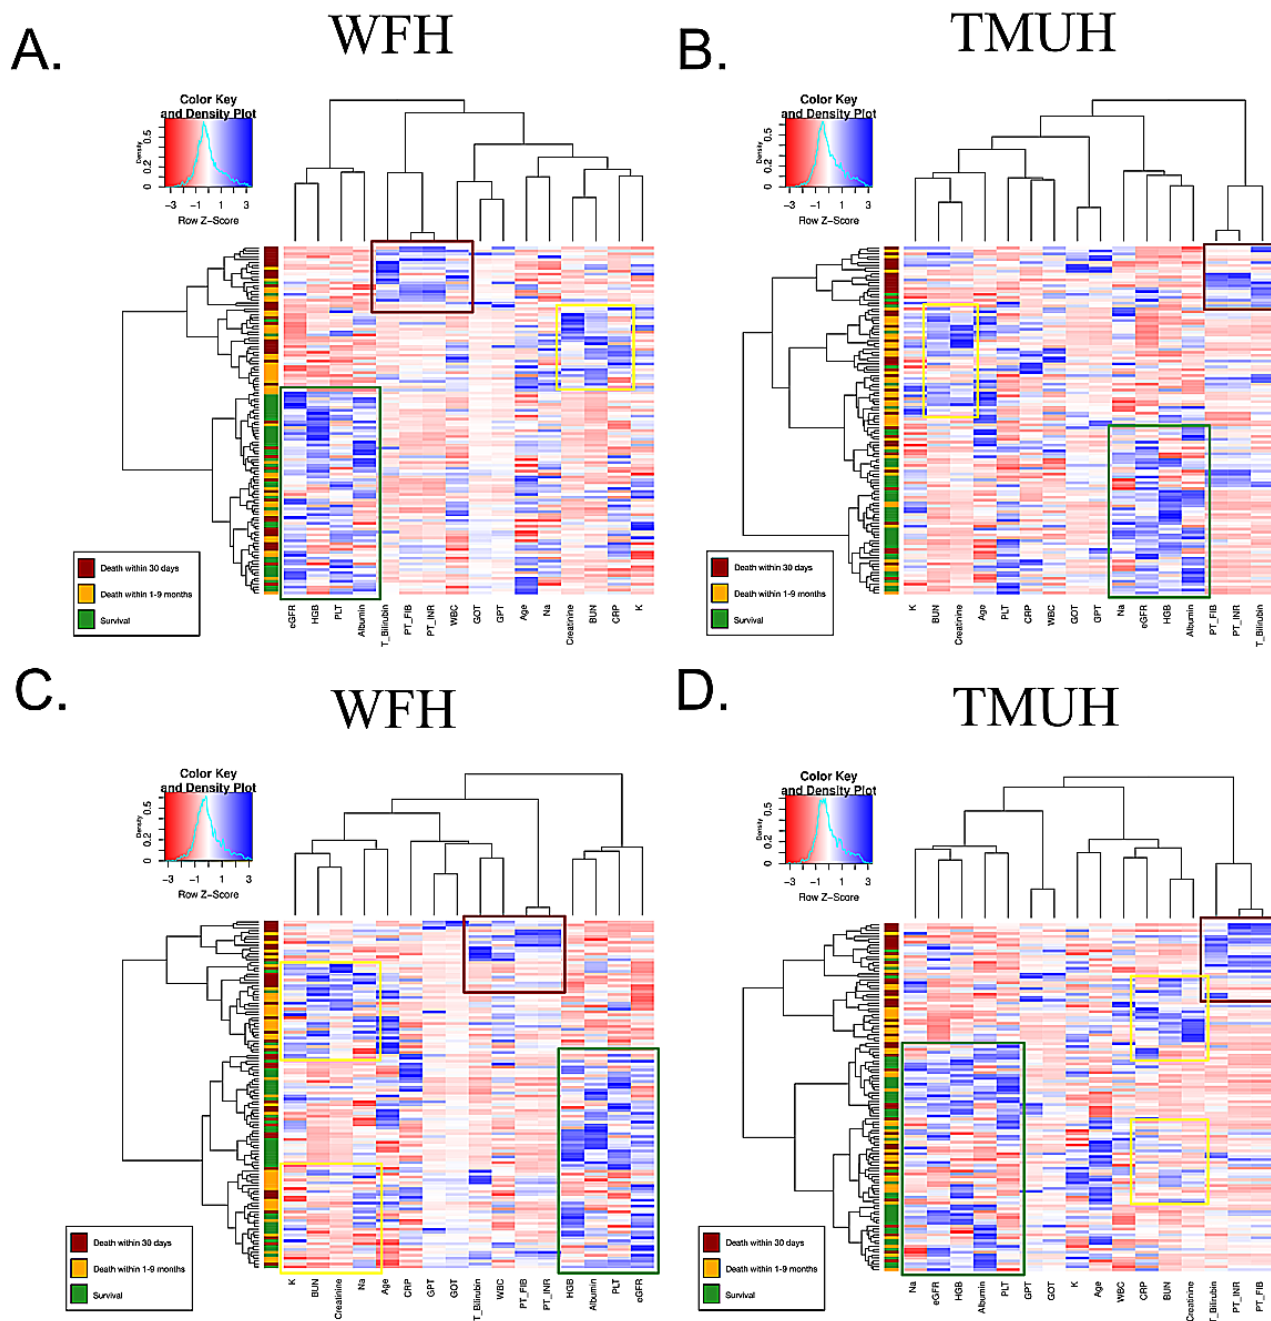 A.
WFH
Color Key
and Density Plot
Density
0 0.2 0.5
-3 -1 1 3
Row Z-Score
Death within 30 days
Death within 1-9 months
Survival
eGFR
HGB
PLT
Albumin
T_Bilirubin
PT_FIB
PT_INR
WBC
GOT
GPT
Age
Na
Creatinine
BUN
CRP
K
B.
TMUH
Color Key
and Density Plot
Density
0 0.2 0.5
-3 -1 1 3
Row Z-Score
Death within 30 days
Death within 1-9 months
Survival
K
BUN
Creatinine
Age
PLT
CRP
WBC
GOT
GPT
Na
eGFR
HGB
Albumin
PT_FIB
PT_INR
T_Bilirubin
C.
WFH
Color Key
and Density Plot
Density
0 0.2 0.5
-3 -1 1 3
Row Z-Score
Death within 30 days
Death within 1-9 months
Survival
K
BUN
Creatinine
Na
Age
CRP
GPT
GOT
T_Bilirubin
WBC
PT_FIB
PT_INR
HGB
Albumin
PLT
eGFR
D.
TMUH
Color Key
and Density Plot
Density
0 0.2 0.5
-3 -1 1 3
Row Z-Score
Death within 30 days
Death within 1-9 months
Survival
Na
eGFR
HGB
Albumin
PLT
GPT
GOT
K
Age
WBC
CRP
BUN
Creatinine
T_Bilirubin
PT_INR
PT_FIB